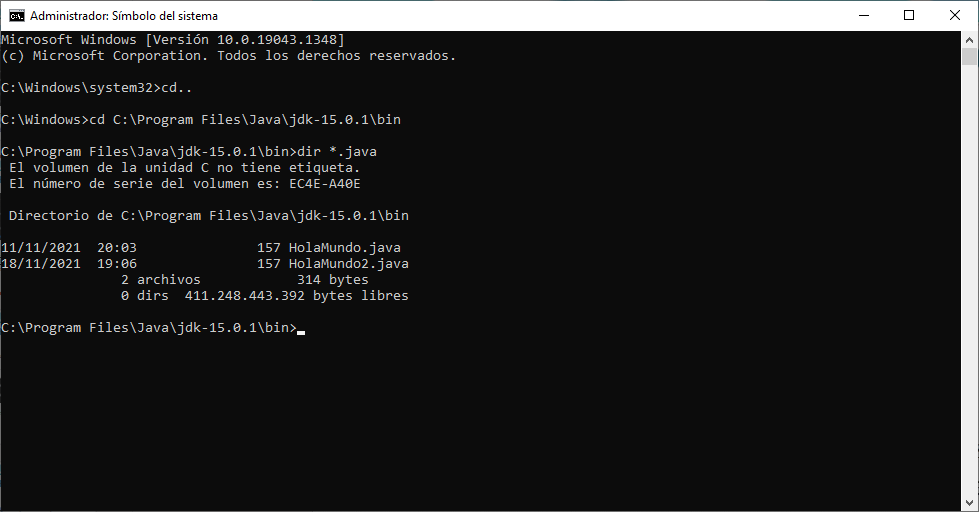 Administrador: Símbolo del sistema
Microsoft Windows [Versión 10.0.19043.1348]
(c) Microsoft Corporation. Todos los derechos reservados.
C:\Windows\system32>cd..
C:\Windows>cd C:\Program Files\Java\jdk-15.0.1\bin
C:\Program Files\Java\jdk-15.0.1\bin>dir *.java
 El volumen de la unidad C no tiene etiqueta.
 El número de serie del volumen es: EC4E-A40E
 Directorio de C:\Program Files\Java\jdk-15.0.1\bin
11/11/2021  20:03               157 HolaMundo.java
18/11/2021  19:06               157 HolaMundo2.java
               2 archivos            314 bytes
               0 dirs  411.248.443.392 bytes libres
C:\Program Files\Java\jdk-15.0.1\bin>